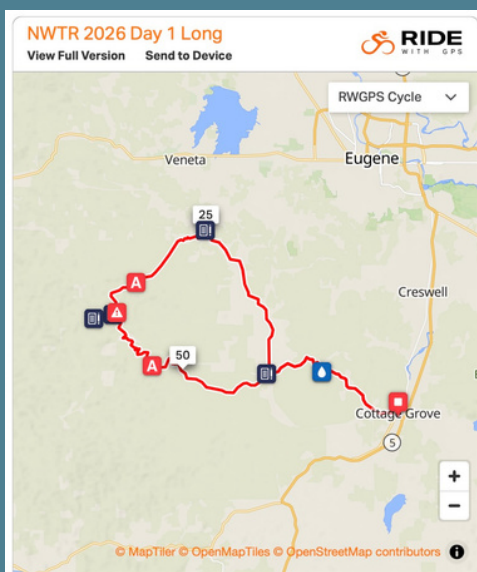 NWTR 2026 Day 1 Long
View Full Version Send to Device
RIDE
WITH GPS
RWGPS Cycle
Veneta
Eugene
25
A
Creswell
A
50
Cottage Grove
5
+
−
© MapTiler © OpenMapTiles © OpenStreetMap contributors